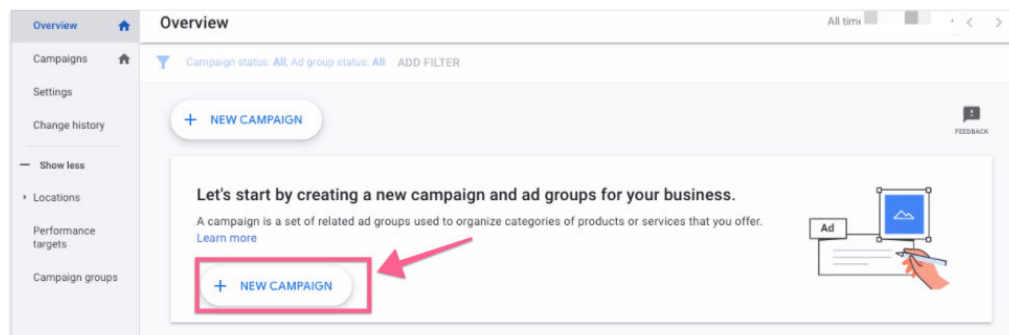 Overview
Campaigns
Settings
Change history
Show less
Locations
Performance
targets
Campaign groups
Overview
All time
Campaign status: All; Ad group status: All ADD FILTER
+ NEW CAMPAIGN
FEEDBACK
Let's start by creating a new campaign and ad groups for your business.
A campaign is a set of related ad groups used to organize categories of products or services that you offer.
Learn more
+ NEW CAMPAIGN
Ad